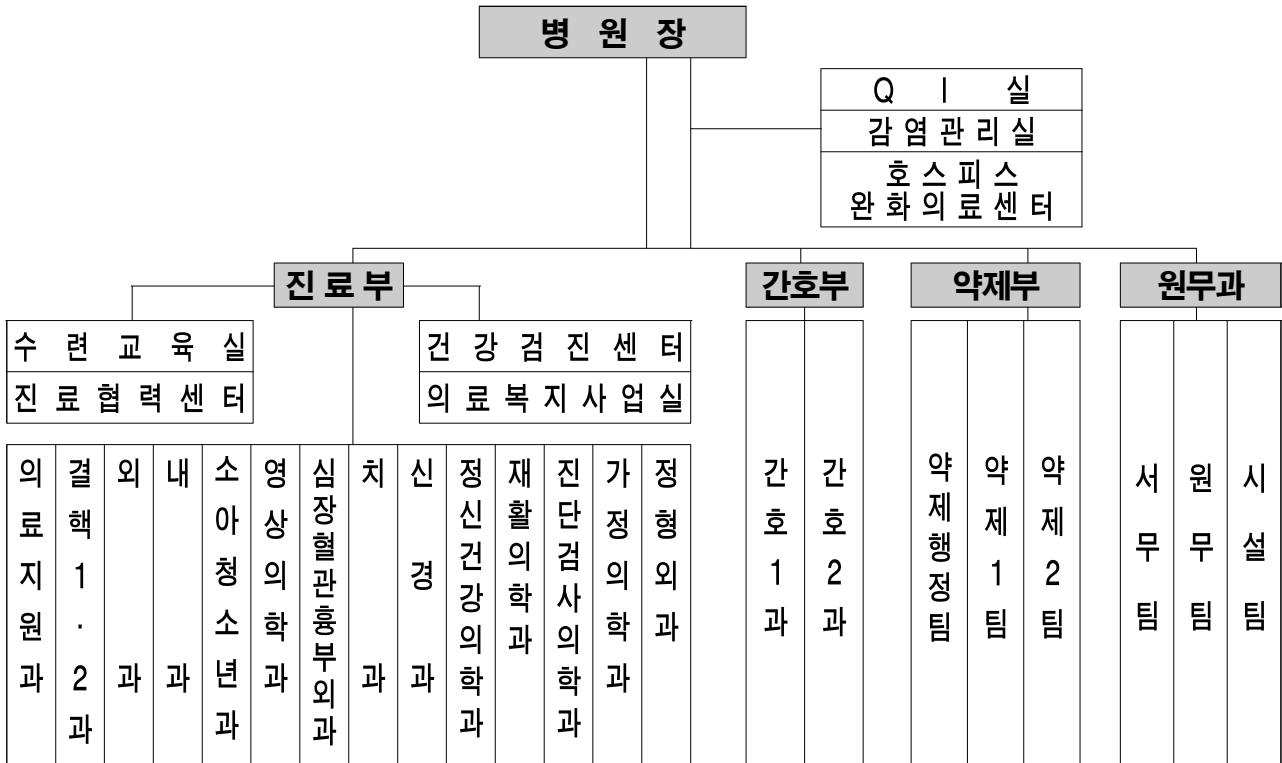 병 원 장
Q I 실
감염관리실
호스피스
완화의료센터
진료부
간호부
약제부
원무과
수련교육실
진료협력센터
건강검진센터
의료복지사업실
의료지원과
결핵1·2과
외과
내과
소아청소년과
영상의학과
심장혈관흉부외과
치과
신경과
정신건강의학과
재활의학과
진단검사의학과
가정의학과
정형외과
간호1과
간호2과
약제행정팀
약제1팀
약제2팀
서무팀
원무팀
시설팀